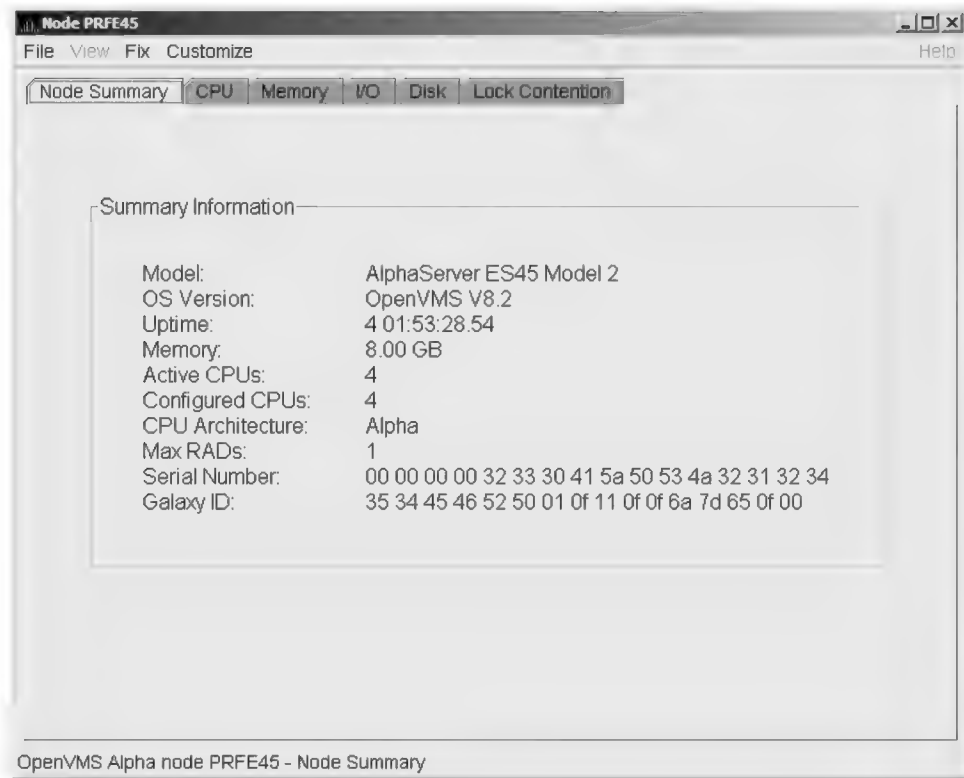 Node PRFE45
File View Fix Customize Help
Node Summary CPU Memory I/O Disk Lock Contention
Summary Information
Model: AlphaServer ES45 Model 2
OS Version: OpenVMS V8.2
Uptime: 4 01:53:28.54
Memory: 8.00 GB
Active CPUs: 4
Configured CPUs: 4
CPU Architecture: Alpha
Max RADs: 1
Serial Number: 00 00 00 00 32 33 30 41 5a 50 53 4a 32 31 32 34
Galaxy ID: 35 34 45 46 52 50 01 0f 11 0f 0f 6a 7d 65 0f 00
OpenVMS Alpha node PRFE45 - Node Summary